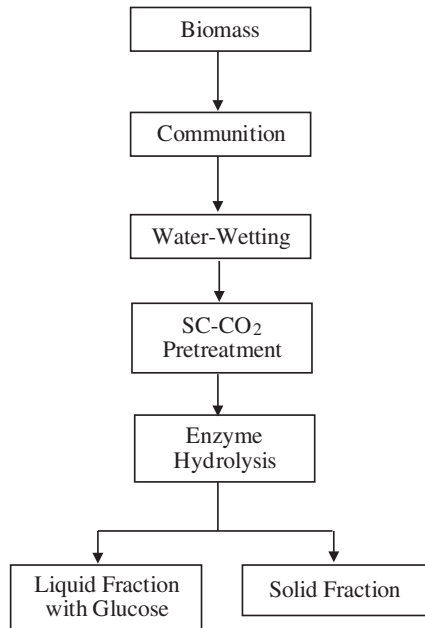 Biomass
Communition
Water-Wetting
SC-CO₂
Pretreatment
Enzyme
Hydrolysis
Liquid Fraction
with Glucose
Solid Fraction